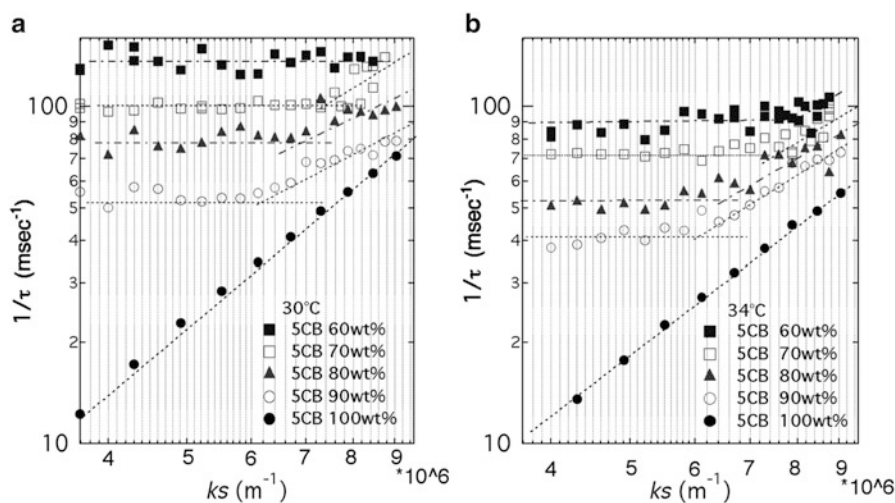 a
1/τ (msec-1)
100
9
8
7
6
5
4
3
2
10
30°C
5CB 60wt%
5CB 70wt%
5CB 80wt%
5CB 90wt%
5CB 100wt%
4
5
6
7
8
9
*10^6
ks (m-1)
b
1/τ (msec-1)
100
9
8
7
6
5
4
3
2
10
34°C
5CB 60wt%
5CB 70wt%
5CB 80wt%
5CB 90wt%
5CB 100wt%
4
5
6
7
8
9
*10^6
ks (m-1)